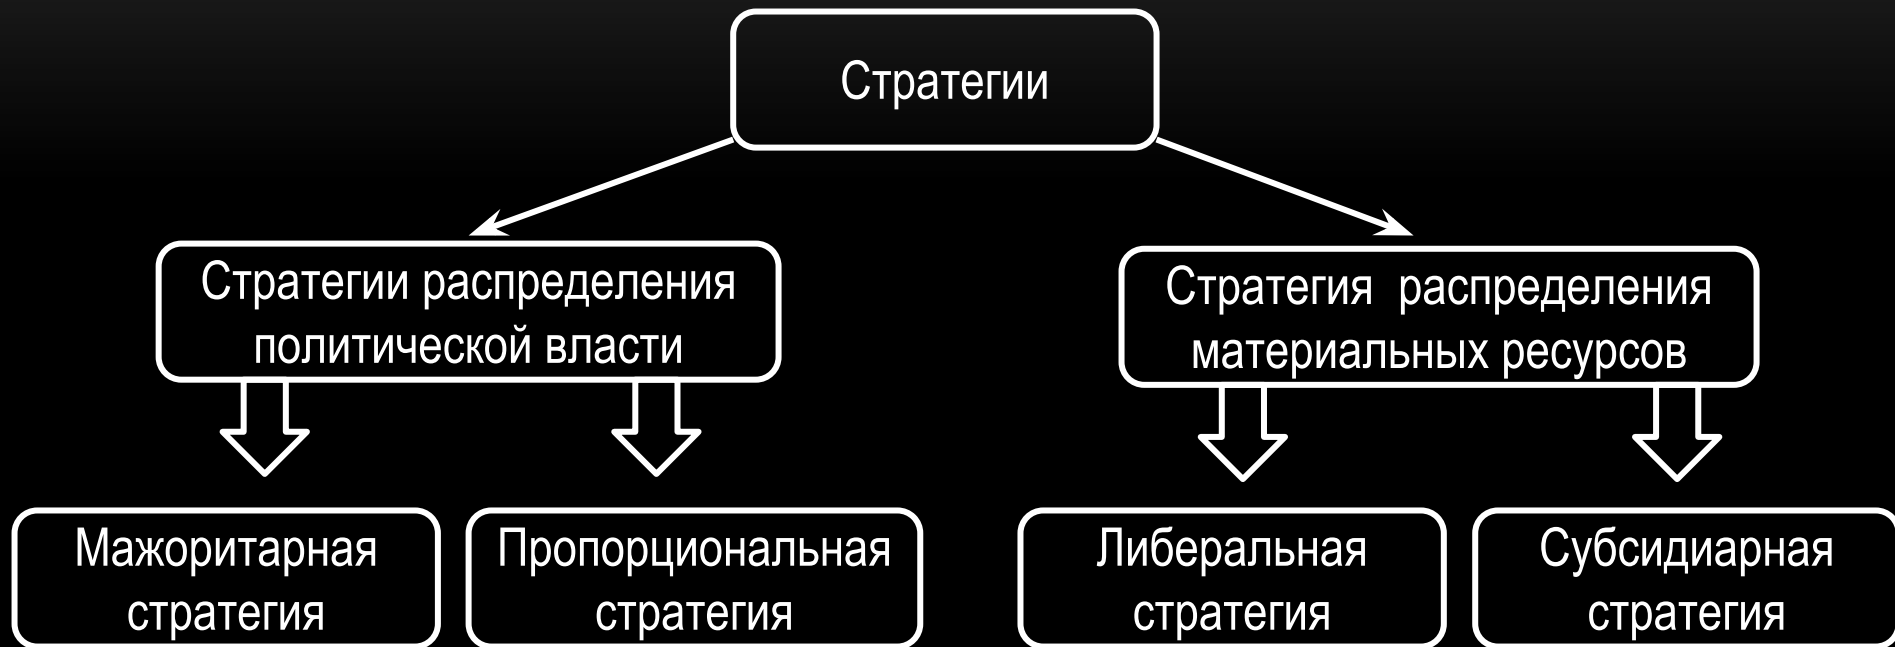 Стратегии
Стратегии распределения
политической власти
Стратегия  распределения
материальных ресурсов
Мажоритарная
стратегия
Пропорциональная
стратегия
Либеральная
стратегия
Субсидиарная
стратегия